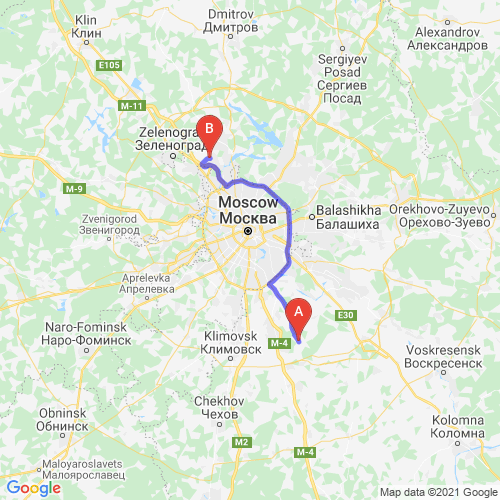 Dmitrov
Дмитров
Klin
Клин
Alexandrov
Александров
Sergiyev
Posad
Сергиев
Посад
E105
M-11
Zelenograd
Зеленоград
B
M-9
Moscow
Москва
Balashikha
Балашиха
Orekhovo-Zuyevo
Орехово-Зуево
Zvenigorod
Звенигород
Aprelevka
Апрелевка
A
E30
Naro-Fominsk
Наро-Фоминск
Klimovsk
Климовск
M-4
Voskresensk
Воскресенск
Chekhov
Чехов
Obninsk
Обнинск
Kolomna
Коломна
M2
M-4
Maloyaroslavets
Малоярославец
Google
Map data ©2021 Google